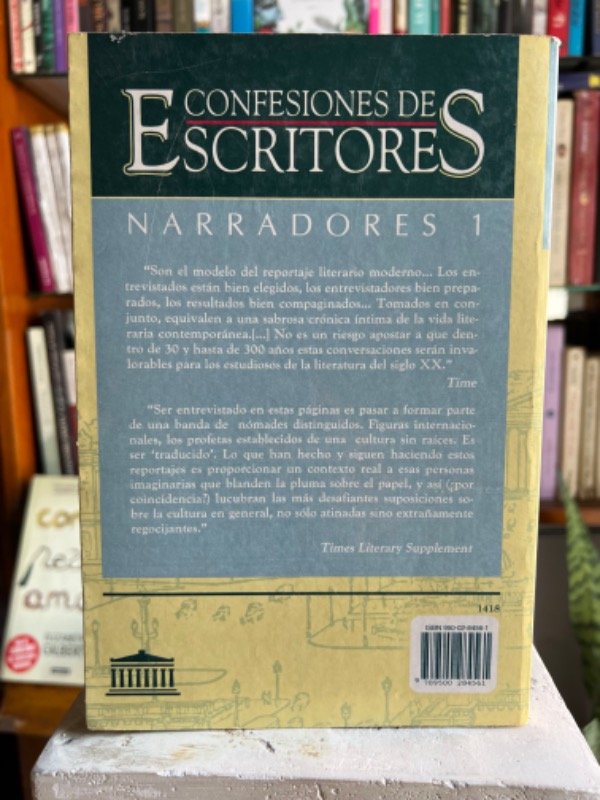 CONFESIONES DE
ESCRITORES
NARRADORES 1
“Son el modelo del reportaje literario moderno... Los en-
trevistados están bien elegidos, los entrevistadores bien prepa-
rados, los resultados bien compaginados... Tomados en con-
junto, equivalen a una sabrosa crónica íntima de la vida lite-
raria contemporánea.[...] No es un riesgo apostar a que den-
tro de 30 y hasta de 300 años estas conversaciones serán inva-
lorables para los estudiosos de la literatura del siglo XX.”
Time
“Ser entrevistado en estas páginas es pasar a formar parte
de una banda de nómades distinguidos. Figuras internacio-
nales, los profetas establecidos de una cultura sin raíces. Es
ser ‘traducido’. Lo que han hecho y siguen haciendo estos
reportajes es proporcionar un contexto real a esas personas
imaginarias que blanden la pluma sobre el papel, y así (¿por
coincidencia?) lucubran las más desafiantes suposiciones so-
bre la cultura en general, no sólo atinadas sino extrañamente
regocijantes.”
Times Literary Supplement
1418